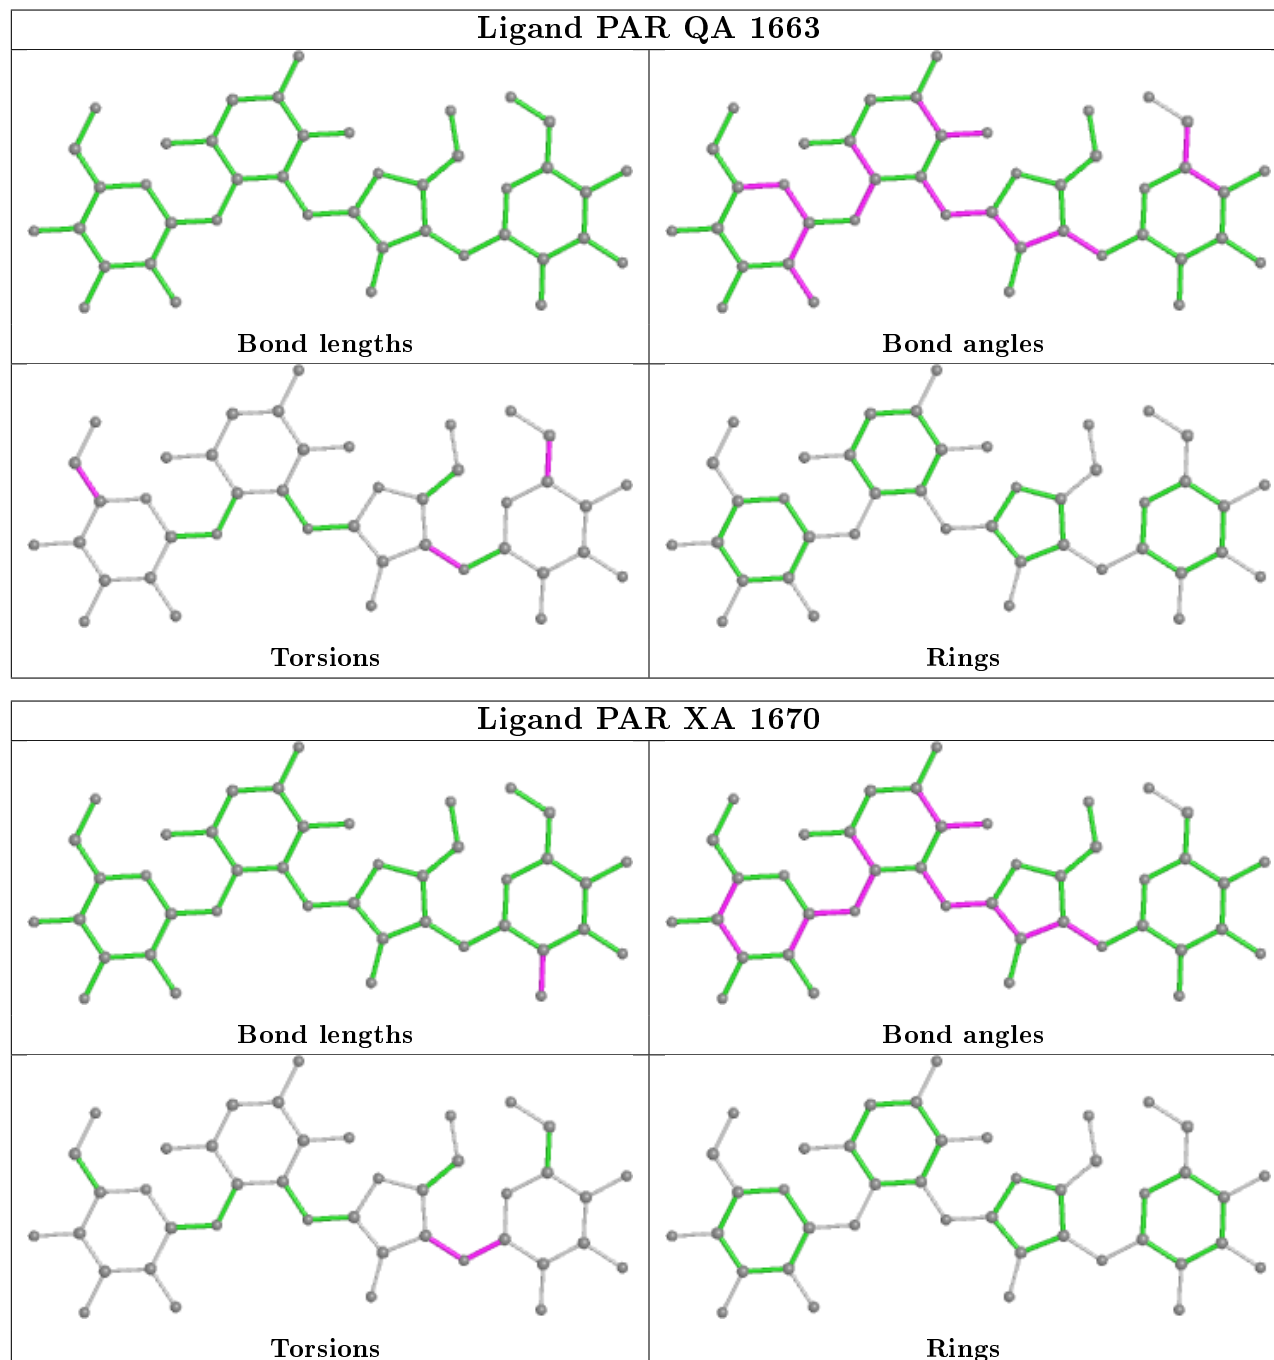 Ligand PAR QA 1663
Bond lengths
Bond angles
Torsions
Rings
Ligand PAR XA 1670
Bond lengths
Bond angles
Torsions
Rings